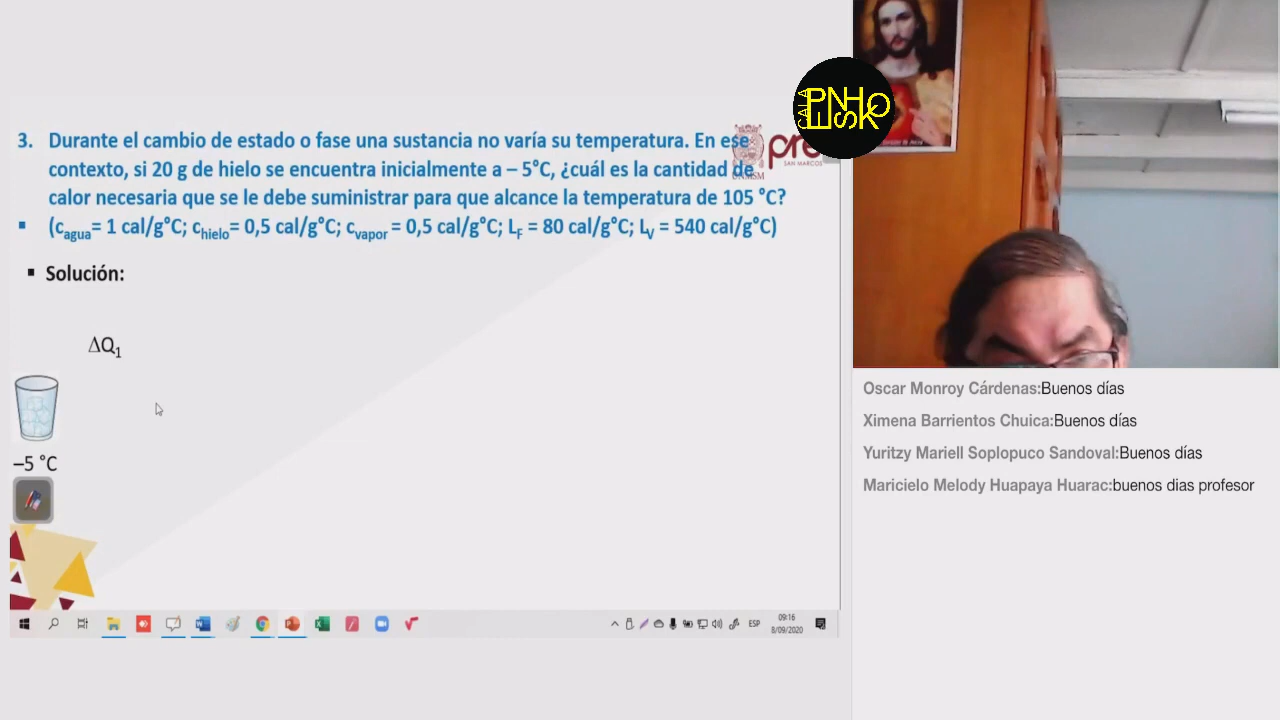 3. Durante el cambio de estado o fase una sustancia no varía su temperatura. En ese
contexto, si 20 g de hielo se encuentra inicialmente a – 5°C, ¿cuál es la cantidad de
calor necesaria que se le debe suministrar para que alcance la temperatura de 105 °C?
(cagua= 1 cal/g°C; chielo= 0,5 cal/g°C; cvapor = 0,5 cal/g°C; LF = 80 cal/g°C; LV = 540 cal/g°C)
Solución:
ΔQ1
–5 °C
pre
SAN MARCOS
UNMSM
ESP
09:16
8/09/2020
Oscar Monroy Cárdenas:Buenos días
Ximena Barrientos Chuica:Buenos días
Yuritzy Mariell Soplopuco Sandoval:Buenos días
Maricielo Melody Huapaya Huarac:buenos dias profesor